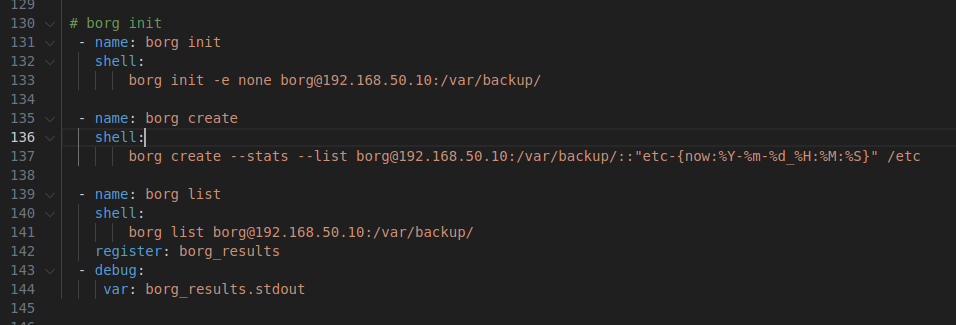 129
130 # borg init
131 - name: borg init
132 shell:
133 borg init -e none borg@192.168.50.10:/var/backup/
134
135 - name: borg create
136 shell:
137 borg create --stats --list borg@192.168.50.10:/var/backup/::"etc-{now:%Y-%m-%d_%H:%M:%S}" /etc
138
139 - name: borg list
140 shell:
141 borg list borg@192.168.50.10:/var/backup/
142 register: borg_results
143 - debug:
144 var: borg_results.stdout
145
146